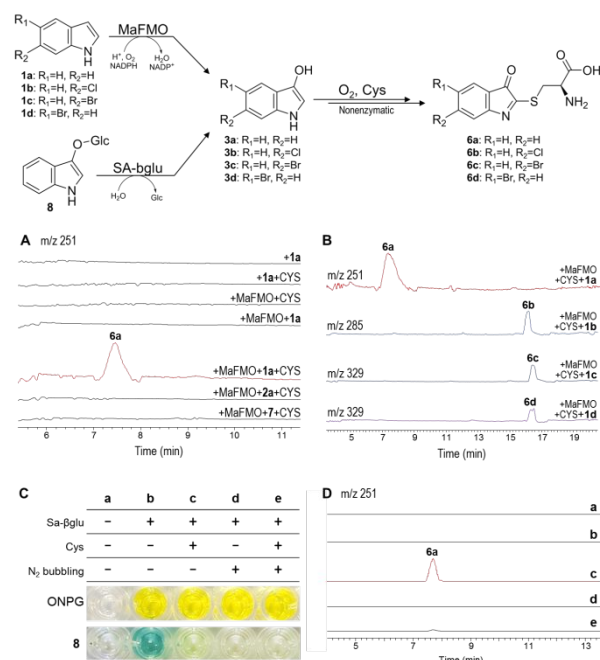 R₁
R₂
N
H
1a: R₁=H, R₂=H
1b: R₁=H, R₂=Cl
1c: R₁=H, R₂=Br
1d: R₁=Br, R₂=H
MaFMO
H⁺, O₂
NADPH
H₂O
NADP⁺
O-Glc
N
H
8
SA-bglu
H₂O
Glc
OH
R₁
R₂
N
H
3a: R₁=H, R₂=H
3b: R₁=H, R₂=Cl
3c: R₁=H, R₂=Br
3d: R₁=Br, R₂=H
O₂, Cys
Nonenzymatic
O
O
R₁
OH
R₂
N
S
NH₂
6a: R₁=H, R₂=H
6b: R₁=H, R₂=Cl
6c: R₁=H, R₂=Br
6d: R₁=Br, R₂=H
A m/z 251
+1a
+1a+CYS
+MaFMO+CYS
+MaFMO+1a
6a
+MaFMO+1a+CYS
+MaFMO+2a+CYS
+MaFMO+7+CYS
6 7 8 9 10 11
Time (min)
B
6a
m/z 251
+MaFMO
+CYS+1a
6b
m/z 285
+MaFMO
+CYS+1b
6c
m/z 329
+MaFMO
+CYS+1c
6d
m/z 329
+MaFMO
+CYS+1d
5 7 9 11 13 15 17 19
Time (min)
C a b c d e
Sa-βglu − + + + +
Cys − − + − +
N₂ bubbling − − − + +
ONPG
8
D m/z 251
a
b
6a
c
d
e
5 7 9 11 13
Time (min)